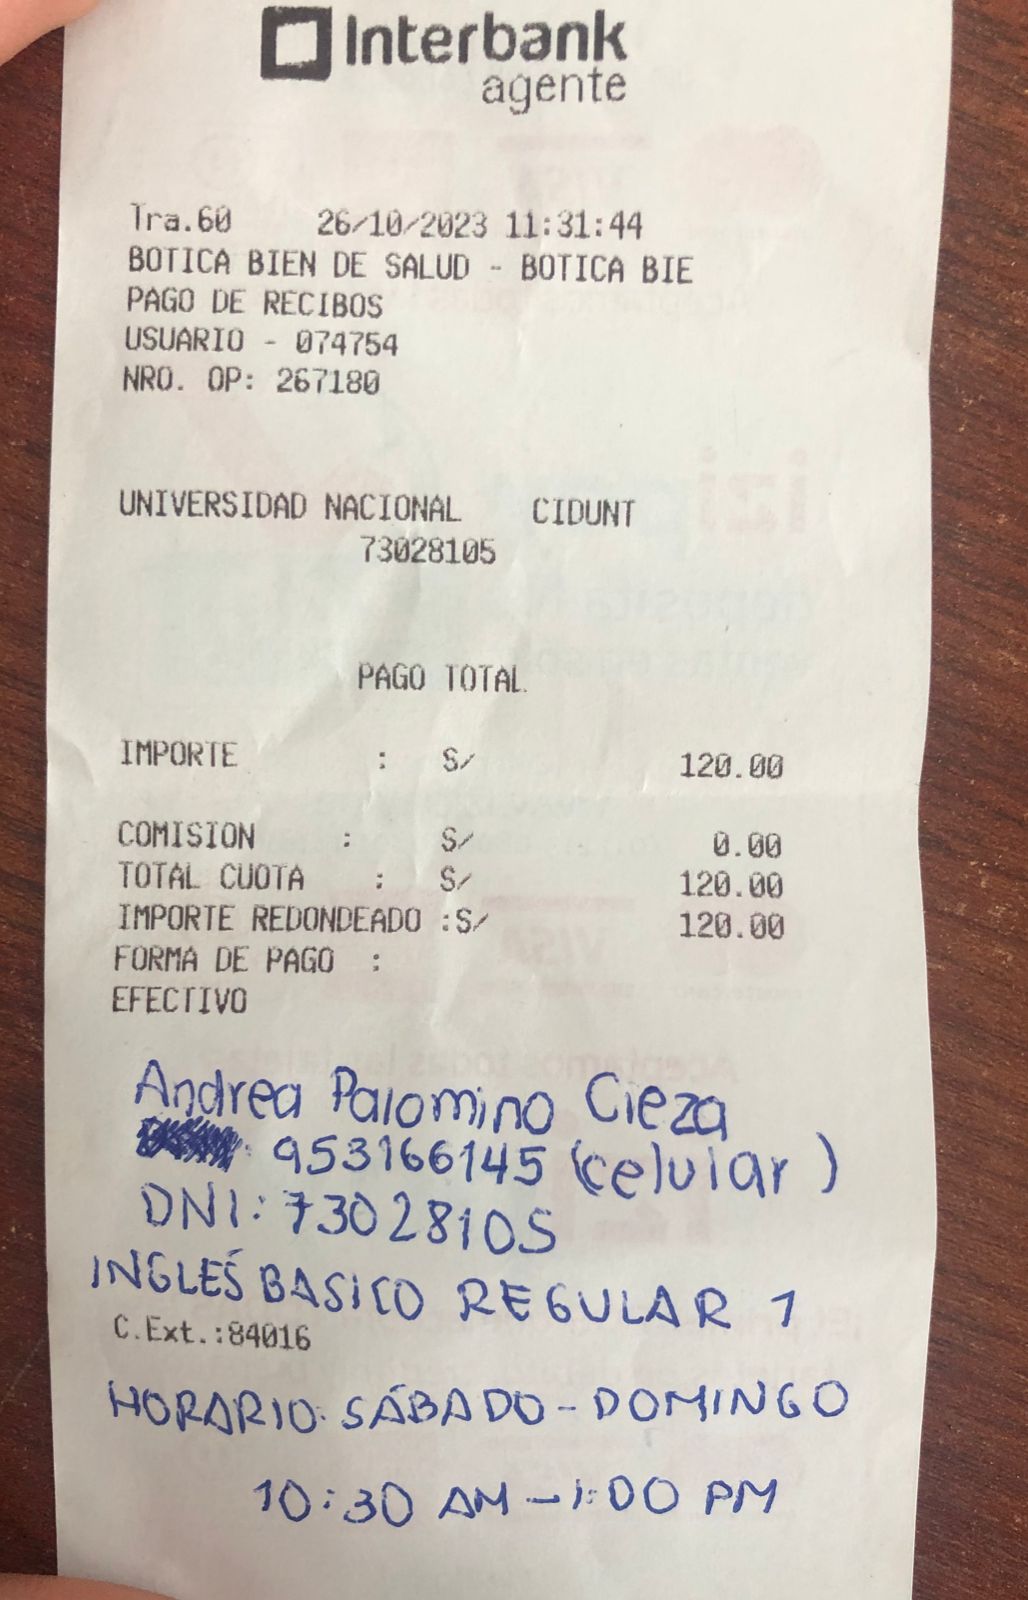 Interbank
agente
Tra.60 26/10/2023 11:31:44
BOTICA BIEN DE SALUD - BOTICA BIE
PAGO DE RECIBOS
USUARIO - 074754
NRO. OP: 267180
UNIVERSIDAD NACIONAL CIDUNT
73028105
PAGO TOTAL
IMPORTE : S/ 120.00
COMISION : S/ 0.00
TOTAL CUOTA : S/ 120.00
IMPORTE REDONDEADO :S/ 120.00
FORMA DE PAGO :
EFECTIVO
Andrea Palomino Cieza
953166145 (celular)
DNI: 73028105
INGLÉS BASICO REGULAR 1
C.Ext.:84016
HORARIO: SÁBADO - DOMINGO
10:30 AM - 1:00 PM